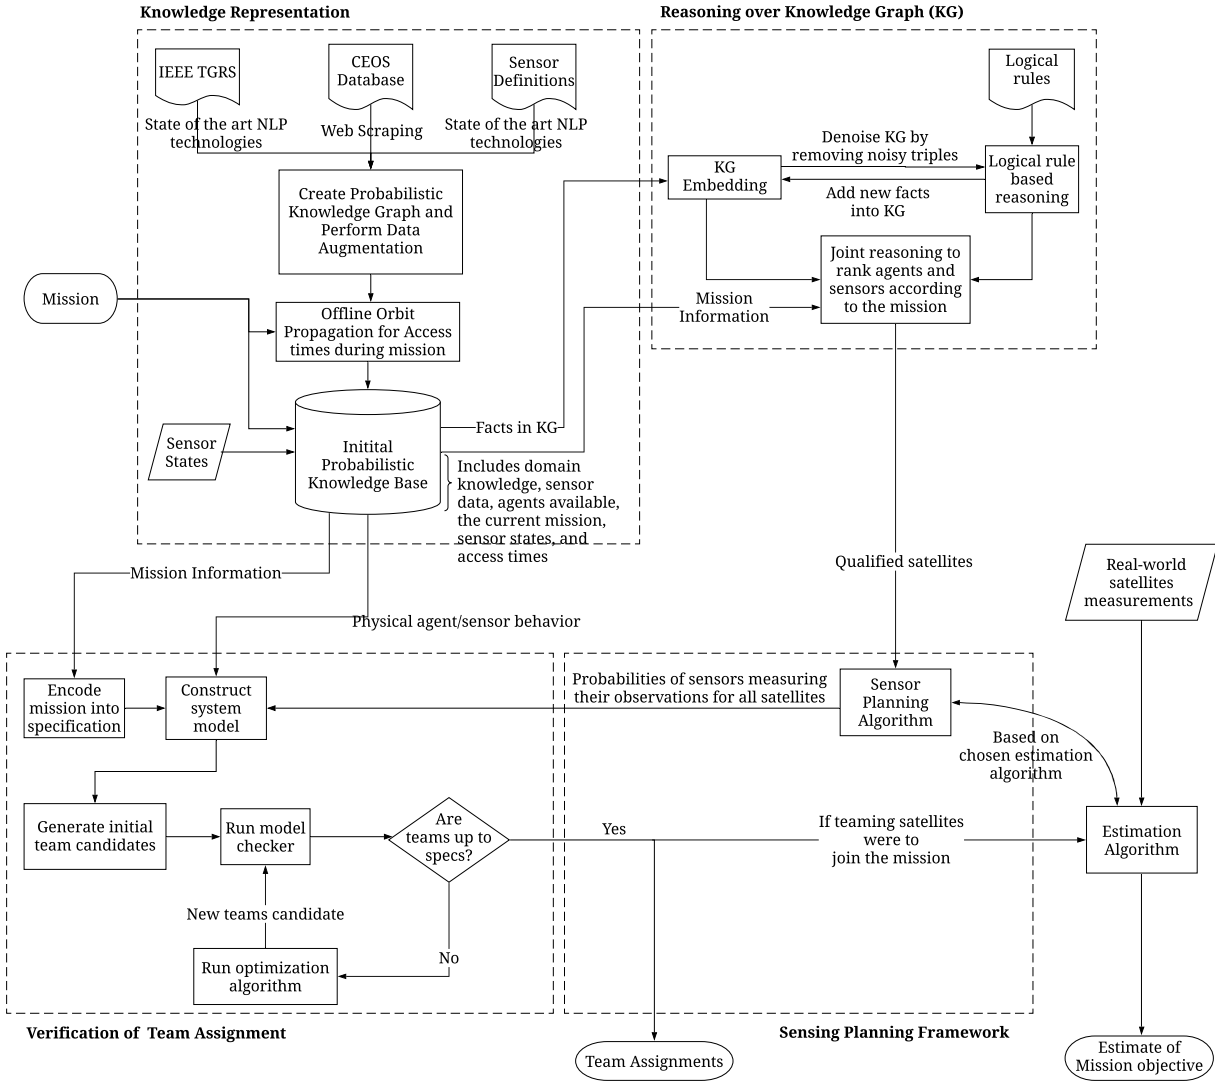 Knowledge Representation
Reasoning over Knowledge Graph (KG)
IEEE TGRS
CEOS
Database
Sensor
Definitions
Logical
rules
State of the art NLP
technologies
Web Scraping
State of the art NLP
technologies
Denoise KG by
removing noisy triples
KG
Embedding
Logical rule
based
reasoning
Add new facts
into KG
Create Probabilistic
Knowledge Graph and
Perform Data
Augmentation
Joint reasoning to
rank agents and
sensors according
to the mission
Mission
Offline Orbit
Propagation for Access
times during mission
Mission
Information
Sensor
States
Initital
Probabilistic
Knowledge Base
Facts in KG
Includes domain
knowledge, sensor
data, agents available,
the current mission,
sensor states, and
access times
Mission Information
Qualified satellites
Real-world
satellites
measurements
Physical agent/sensor behavior
Encode
mission into
specification
Construct
system
model
Probabilities of sensors measuring
their observations for all satellites
Sensor
Planning
Algorithm
Based on
chosen estimation
algorithm
Generate initial
team candidates
Run model
checker
Are
teams up to
specs?
Yes
If teaming satellites
were to
join the mission
Estimation
Algorithm
New teams candidate
No
Run optimization
algorithm
Verification of  Team Assignment
Sensing Planning Framework
Team Assignments
Estimate of
Mission objective